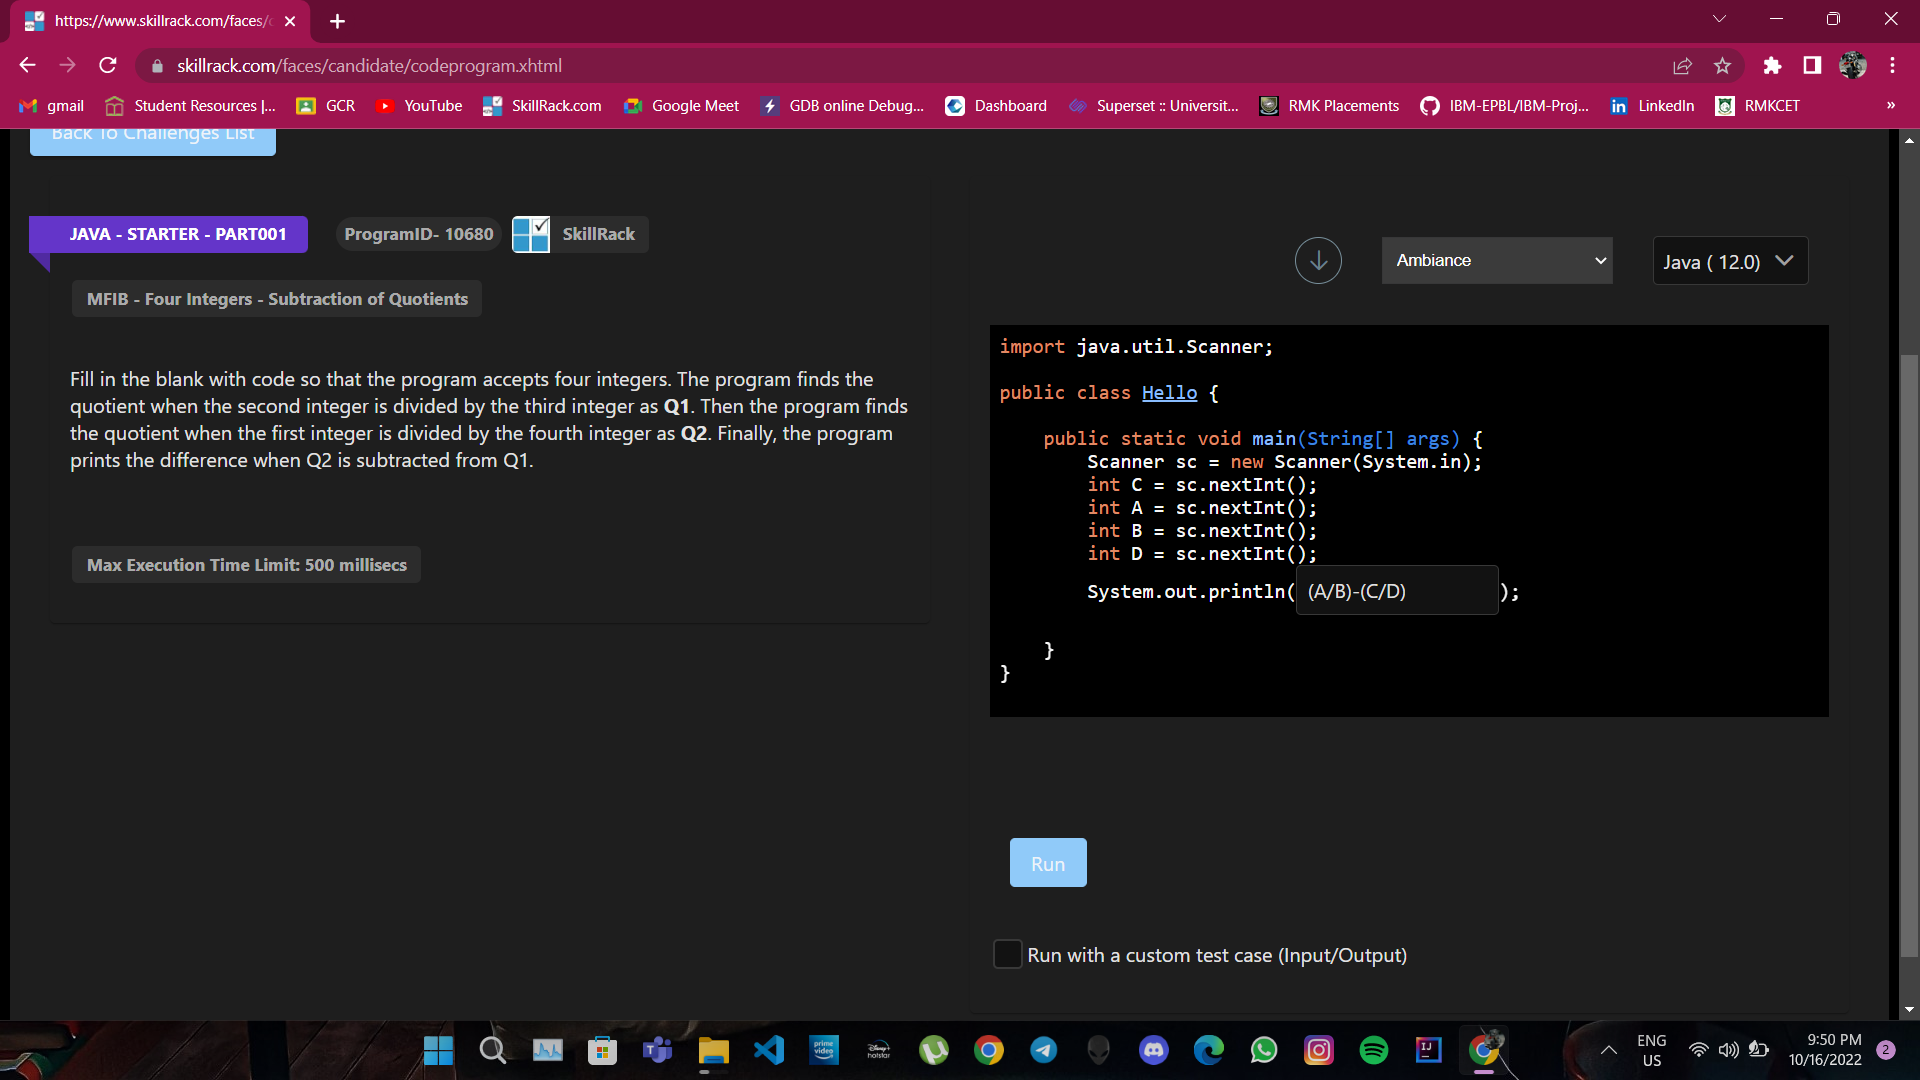 https://www.skillrack.com/faces/c
skillrack.com/faces/candidate/codeprogram.xhtml
gmail Student Resources |... GCR YouTube SkillRack.com Google Meet GDB online Debug... Dashboard Superset :: Universit... RMK Placements IBM-EPBL/IBM-Proj... LinkedIn RMKCET »
Back To Challenges List
JAVA - STARTER - PART001 ProgramID- 10680 SkillRack
MFIB - Four Integers - Subtraction of Quotients
Fill in the blank with code so that the program accepts four integers. The program finds the
quotient when the second integer is divided by the third integer as Q1. Then the program finds
the quotient when the first integer is divided by the fourth integer as Q2. Finally, the program
prints the difference when Q2 is subtracted from Q1.
Max Execution Time Limit: 500 millisecs
Ambiance Java ( 12.0)
import java.util.Scanner;
public class Hello {
public static void main(String[] args) {
Scanner sc = new Scanner(System.in);
int C = sc.nextInt();
int A = sc.nextInt();
int B = sc.nextInt();
int D = sc.nextInt();
System.out.println( (A/B)-(C/D) );
}
}
Run
Run with a custom test case (Input/Output)
prime video
Disney+ hotstar
ENG
US
9:50 PM
10/16/2022
2